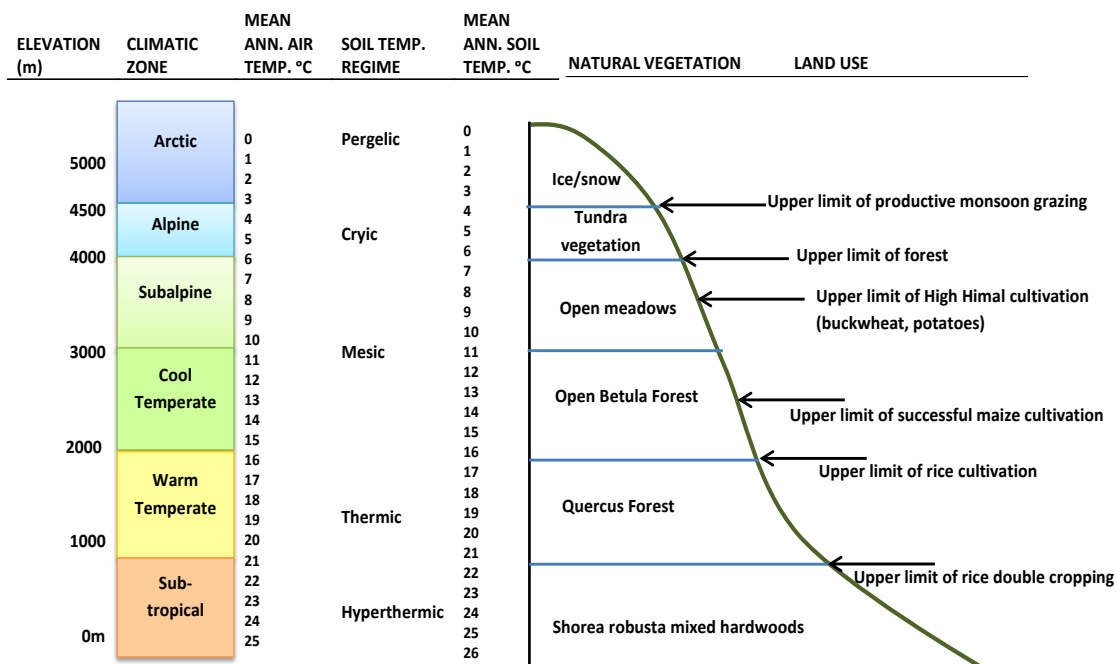 ELEVATION (m)
CLIMATIC ZONE
MEAN ANN. AIR TEMP. °C
SOIL TEMP. REGIME
MEAN ANN. SOIL TEMP. °C
NATURAL VEGETATION
LAND USE
5000
4500
4000
3000
2000
1000
0m
Arctic
Alpine
Subalpine
Cool
Temperate
Warm
Temperate
Sub-
tropical
0
1
2
3
4
5
6
7
8
9
10
11
12
13
14
15
16
17
18
19
20
21
22
23
24
25
Pergelic
Cryic
Mesic
Thermic
Hyperthermic
0
1
2
3
4
5
6
7
8
9
10
11
12
13
14
15
16
17
18
19
20
21
22
23
24
25
26
Ice/snow
Tundra
vegetation
Open meadows
Open Betula Forest
Quercus Forest
Shorea robusta mixed hardwoods
Upper limit of productive monsoon grazing
Upper limit of forest
Upper limit of High Himal cultivation
(buckwheat, potatoes)
Upper limit of successful maize cultivation
Upper limit of rice cultivation
Upper limit of rice double cropping